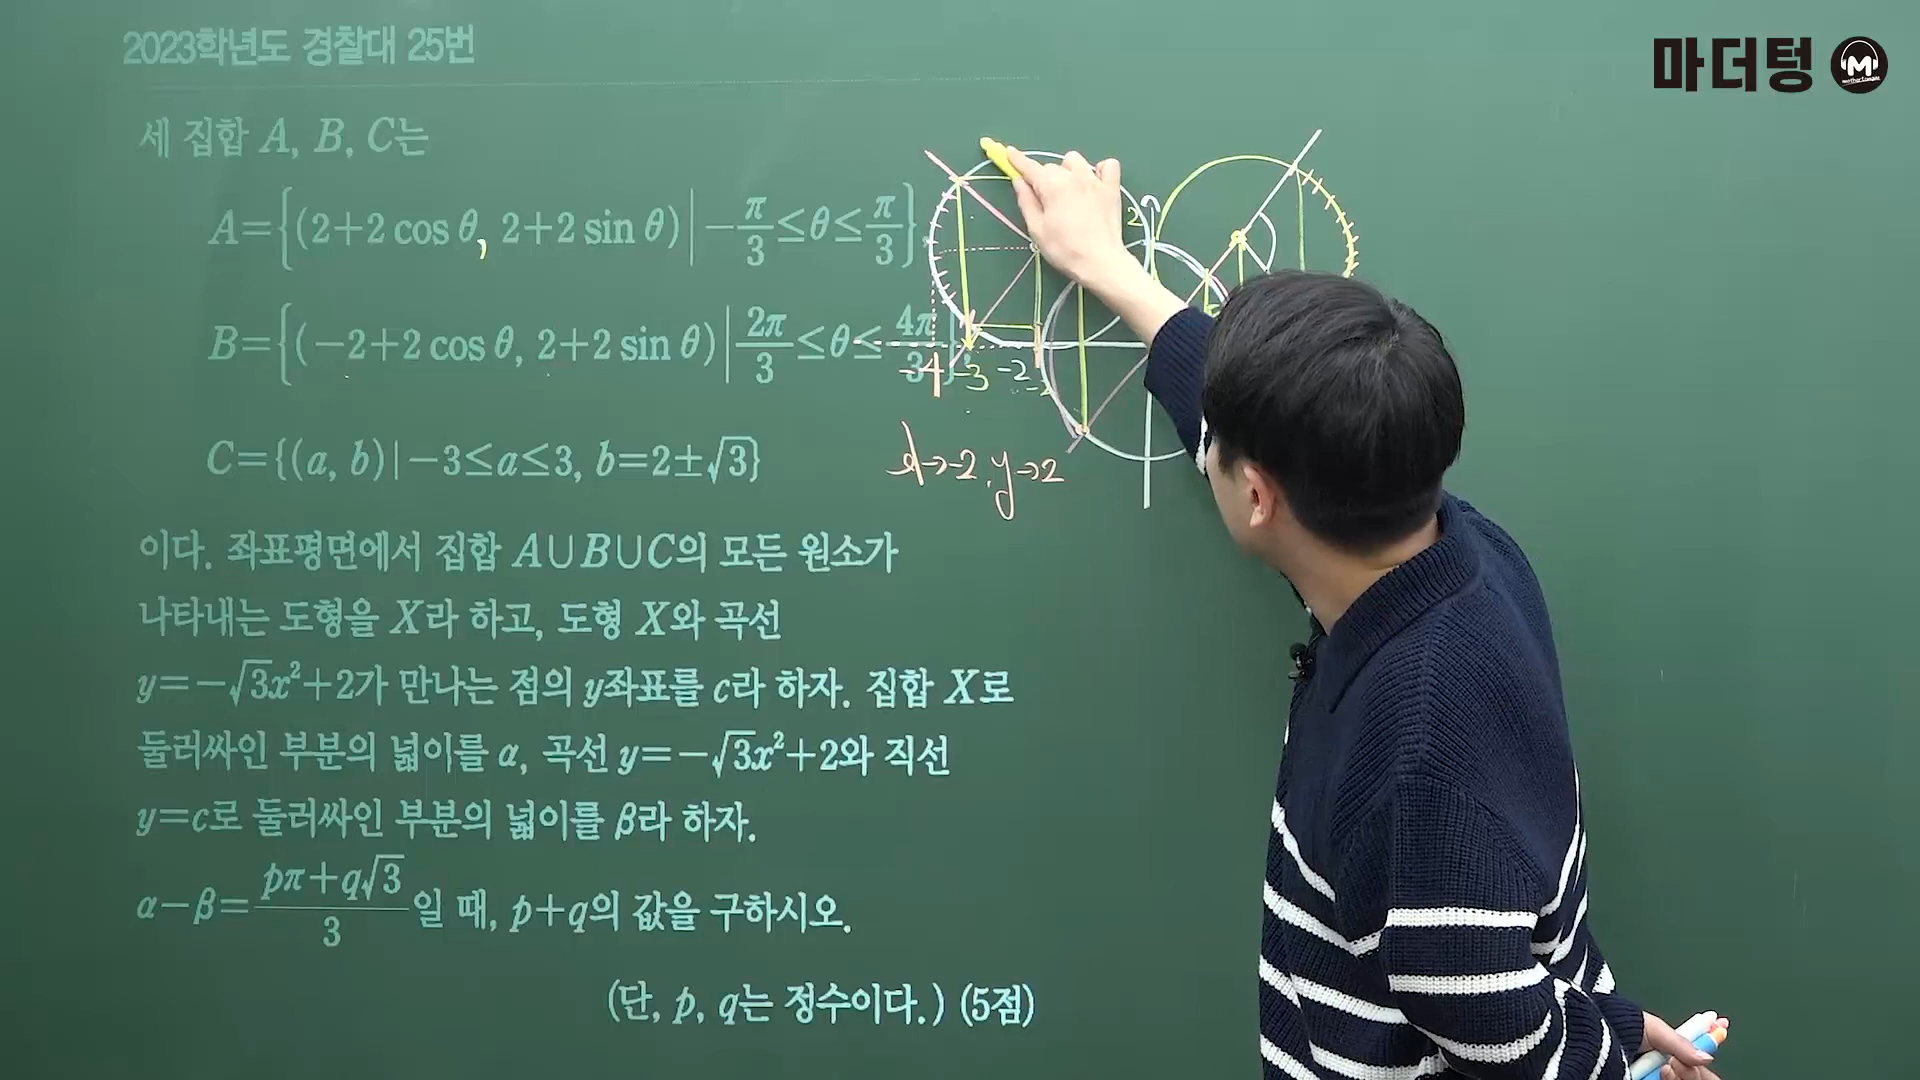 2023학년도 경찰대 25번
마더텅
세 집합 A, B, C는
A={(2+2 cos θ, 2+2 sin θ)|-π/3≤θ≤π/3},
B={(-2+2 cos θ, 2+2 sin θ)|2π/3≤θ≤4π/3},
C={(a, b)|-3≤a≤3, b=2±√3}
2
-4 -3 -2
x→-2, y→2
이다. 좌표평면에서 집합 A∪B∪C의 모든 원소가
나타내는 도형을 X라 하고, 도형 X와 곡선
y=-√3x²+2가 만나는 점의 y좌표를 c라 하자. 집합 X로
둘러싸인 부분의 넓이를 α, 곡선 y=-√3x²+2와 직선
y=c로 둘러싸인 부분의 넓이를 β라 하자.
α-β=(pπ+q√3)/3일 때, p+q의 값을 구하시오.
(단, p, q는 정수이다.) (5점)